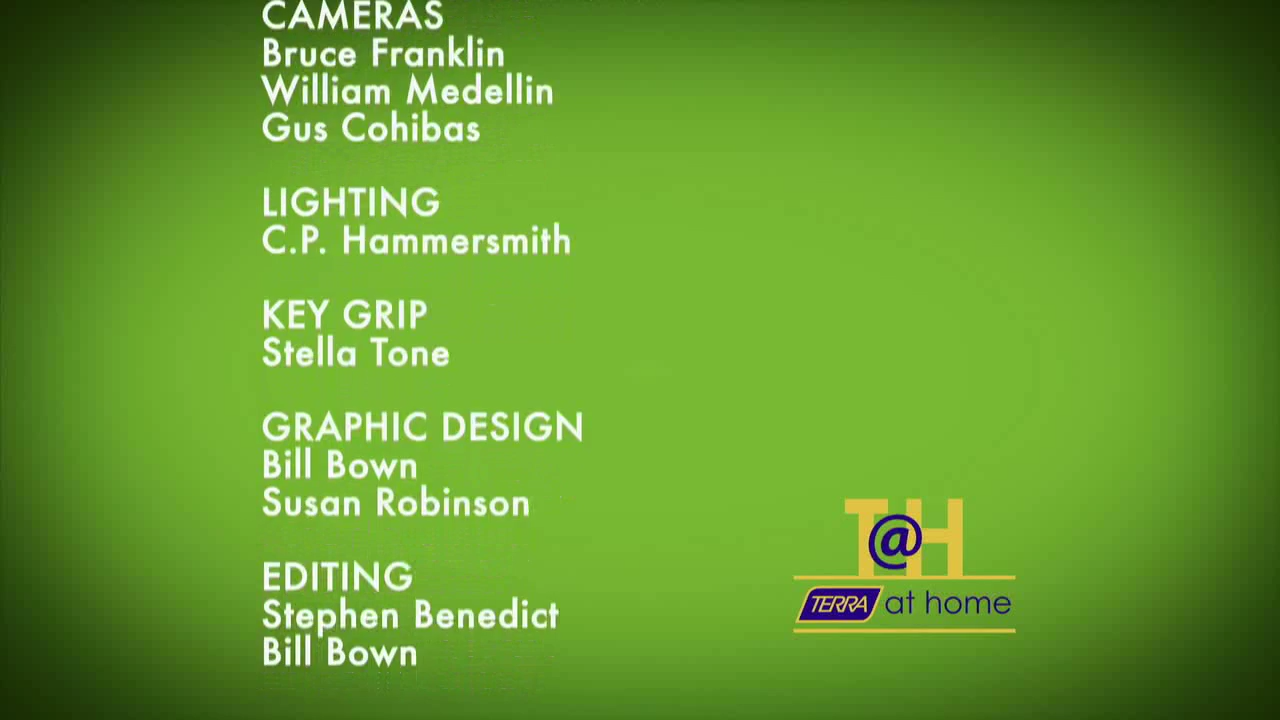 CAMERAS
Bruce Franklin
William Medellin
Gus Cohibas
LIGHTING
C.P. Hammersmith
KEY GRIP
Stella Tone
GRAPHIC DESIGN
Bill Bown
Susan Robinson
EDITING
Stephen Benedict
Bill Bown
T@H
TERRA at home